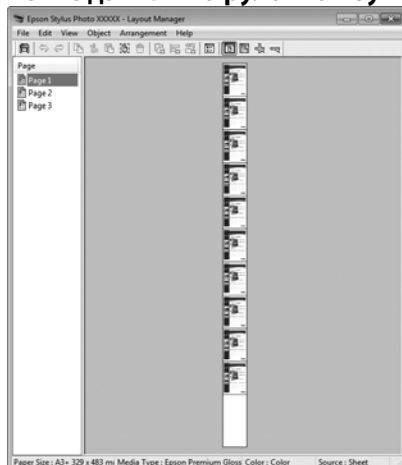 Epson Stylus Photo XXXXX - Layout Manager
File Edit View Object Arrangement Help
Page
Page 1
Page 2
Page 3
Paper Size : A3+ 329 x 483 mi Media Type : Epson Premium Gloss Color : Color Source : Sheet